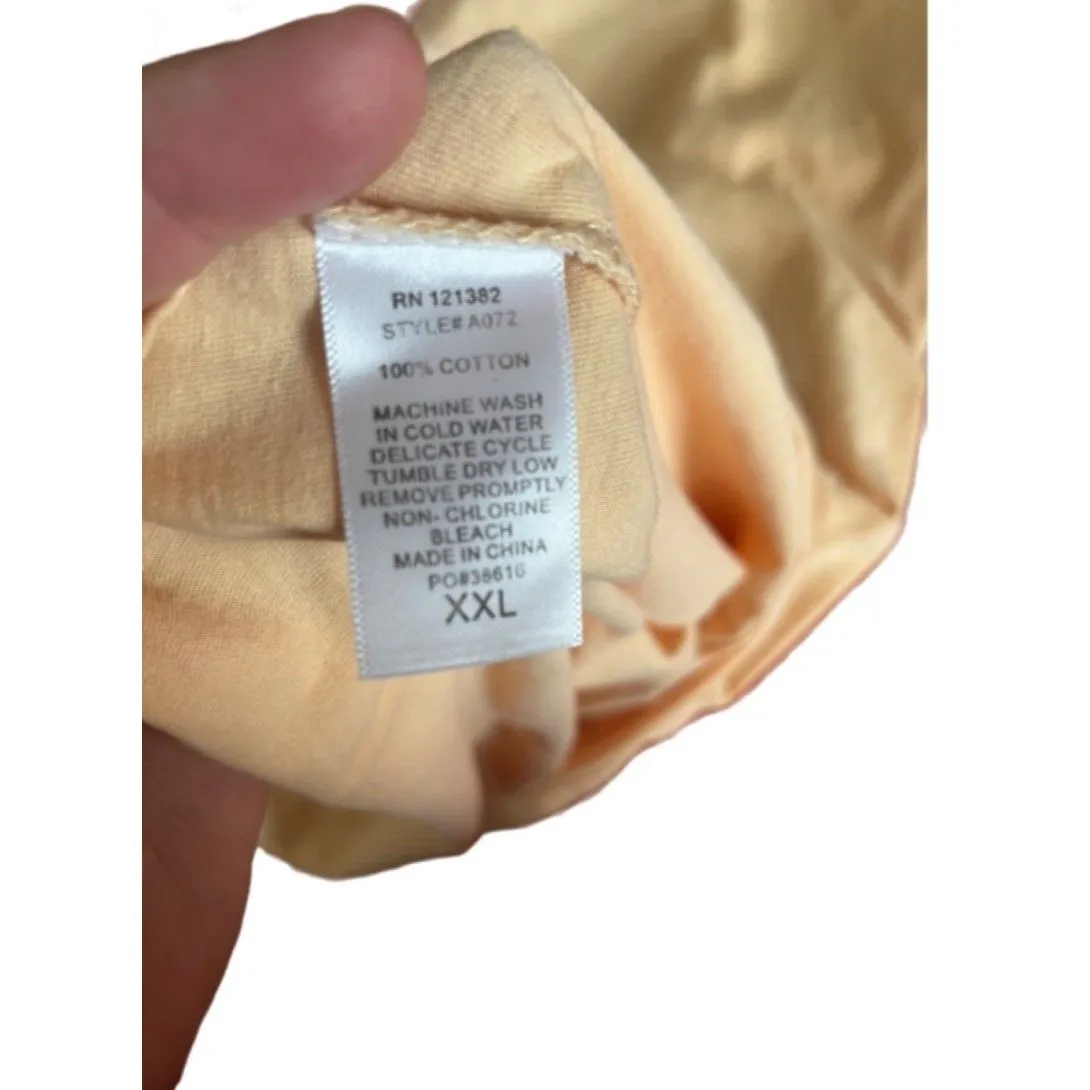 RN 121382
STYLE# A072
100% COTTON
MACHINE WASH
IN COLD WATER
DELICATE CYCLE
TUMBLE DRY LOW
REMOVE PROMPTLY
NON- CHLORINE
BLEACH
MADE IN CHINA
PO#38616
XXL